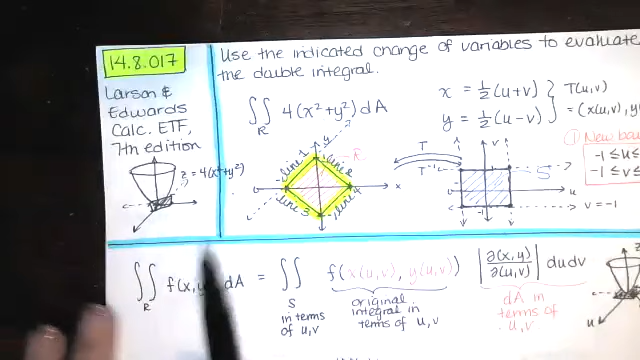 14.8.017
Larson &
Edwards
Calc. ETF,
7th edition
z = 4(x²+y²)
Use the indicated change of variables to evaluate
the double integral.
∬ 4(x²+y²) dA
R
x = ½(u+v)
y = ½(u-v)
T(u,v)
= (x(u,v), y(
line 1
line 2
line 3
line 4
y
x
R
T
T⁻¹
v
u
S
v = -1
① New bou
-1 ≤ u ≤
-1 ≤ v ≤
∬ f(x,y) dA = ∬ f(x(u,v), y(u,v)) |∂(x,y)/∂(u,v)| du dv
R
S
in terms
of u,v
original
integral in
terms of u,v
dA in
terms of
u,v
z
u